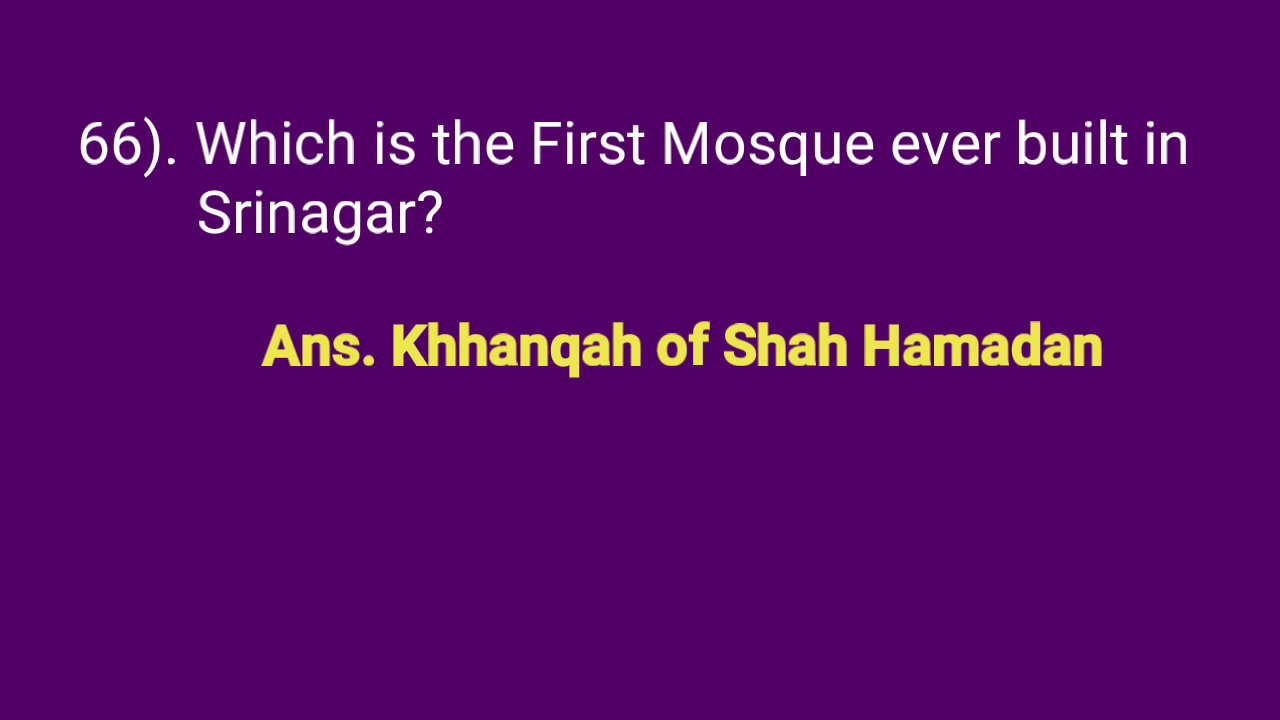 66). Which is the First Mosque ever built in
Srinagar?
Ans. Khhanqah of Shah Hamadan